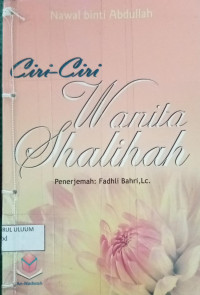 Nawal binti Abdullah
Ciri-Ciri
Wanita
Shalihah
Penerjemah: Fadhli Bahri,Lc.